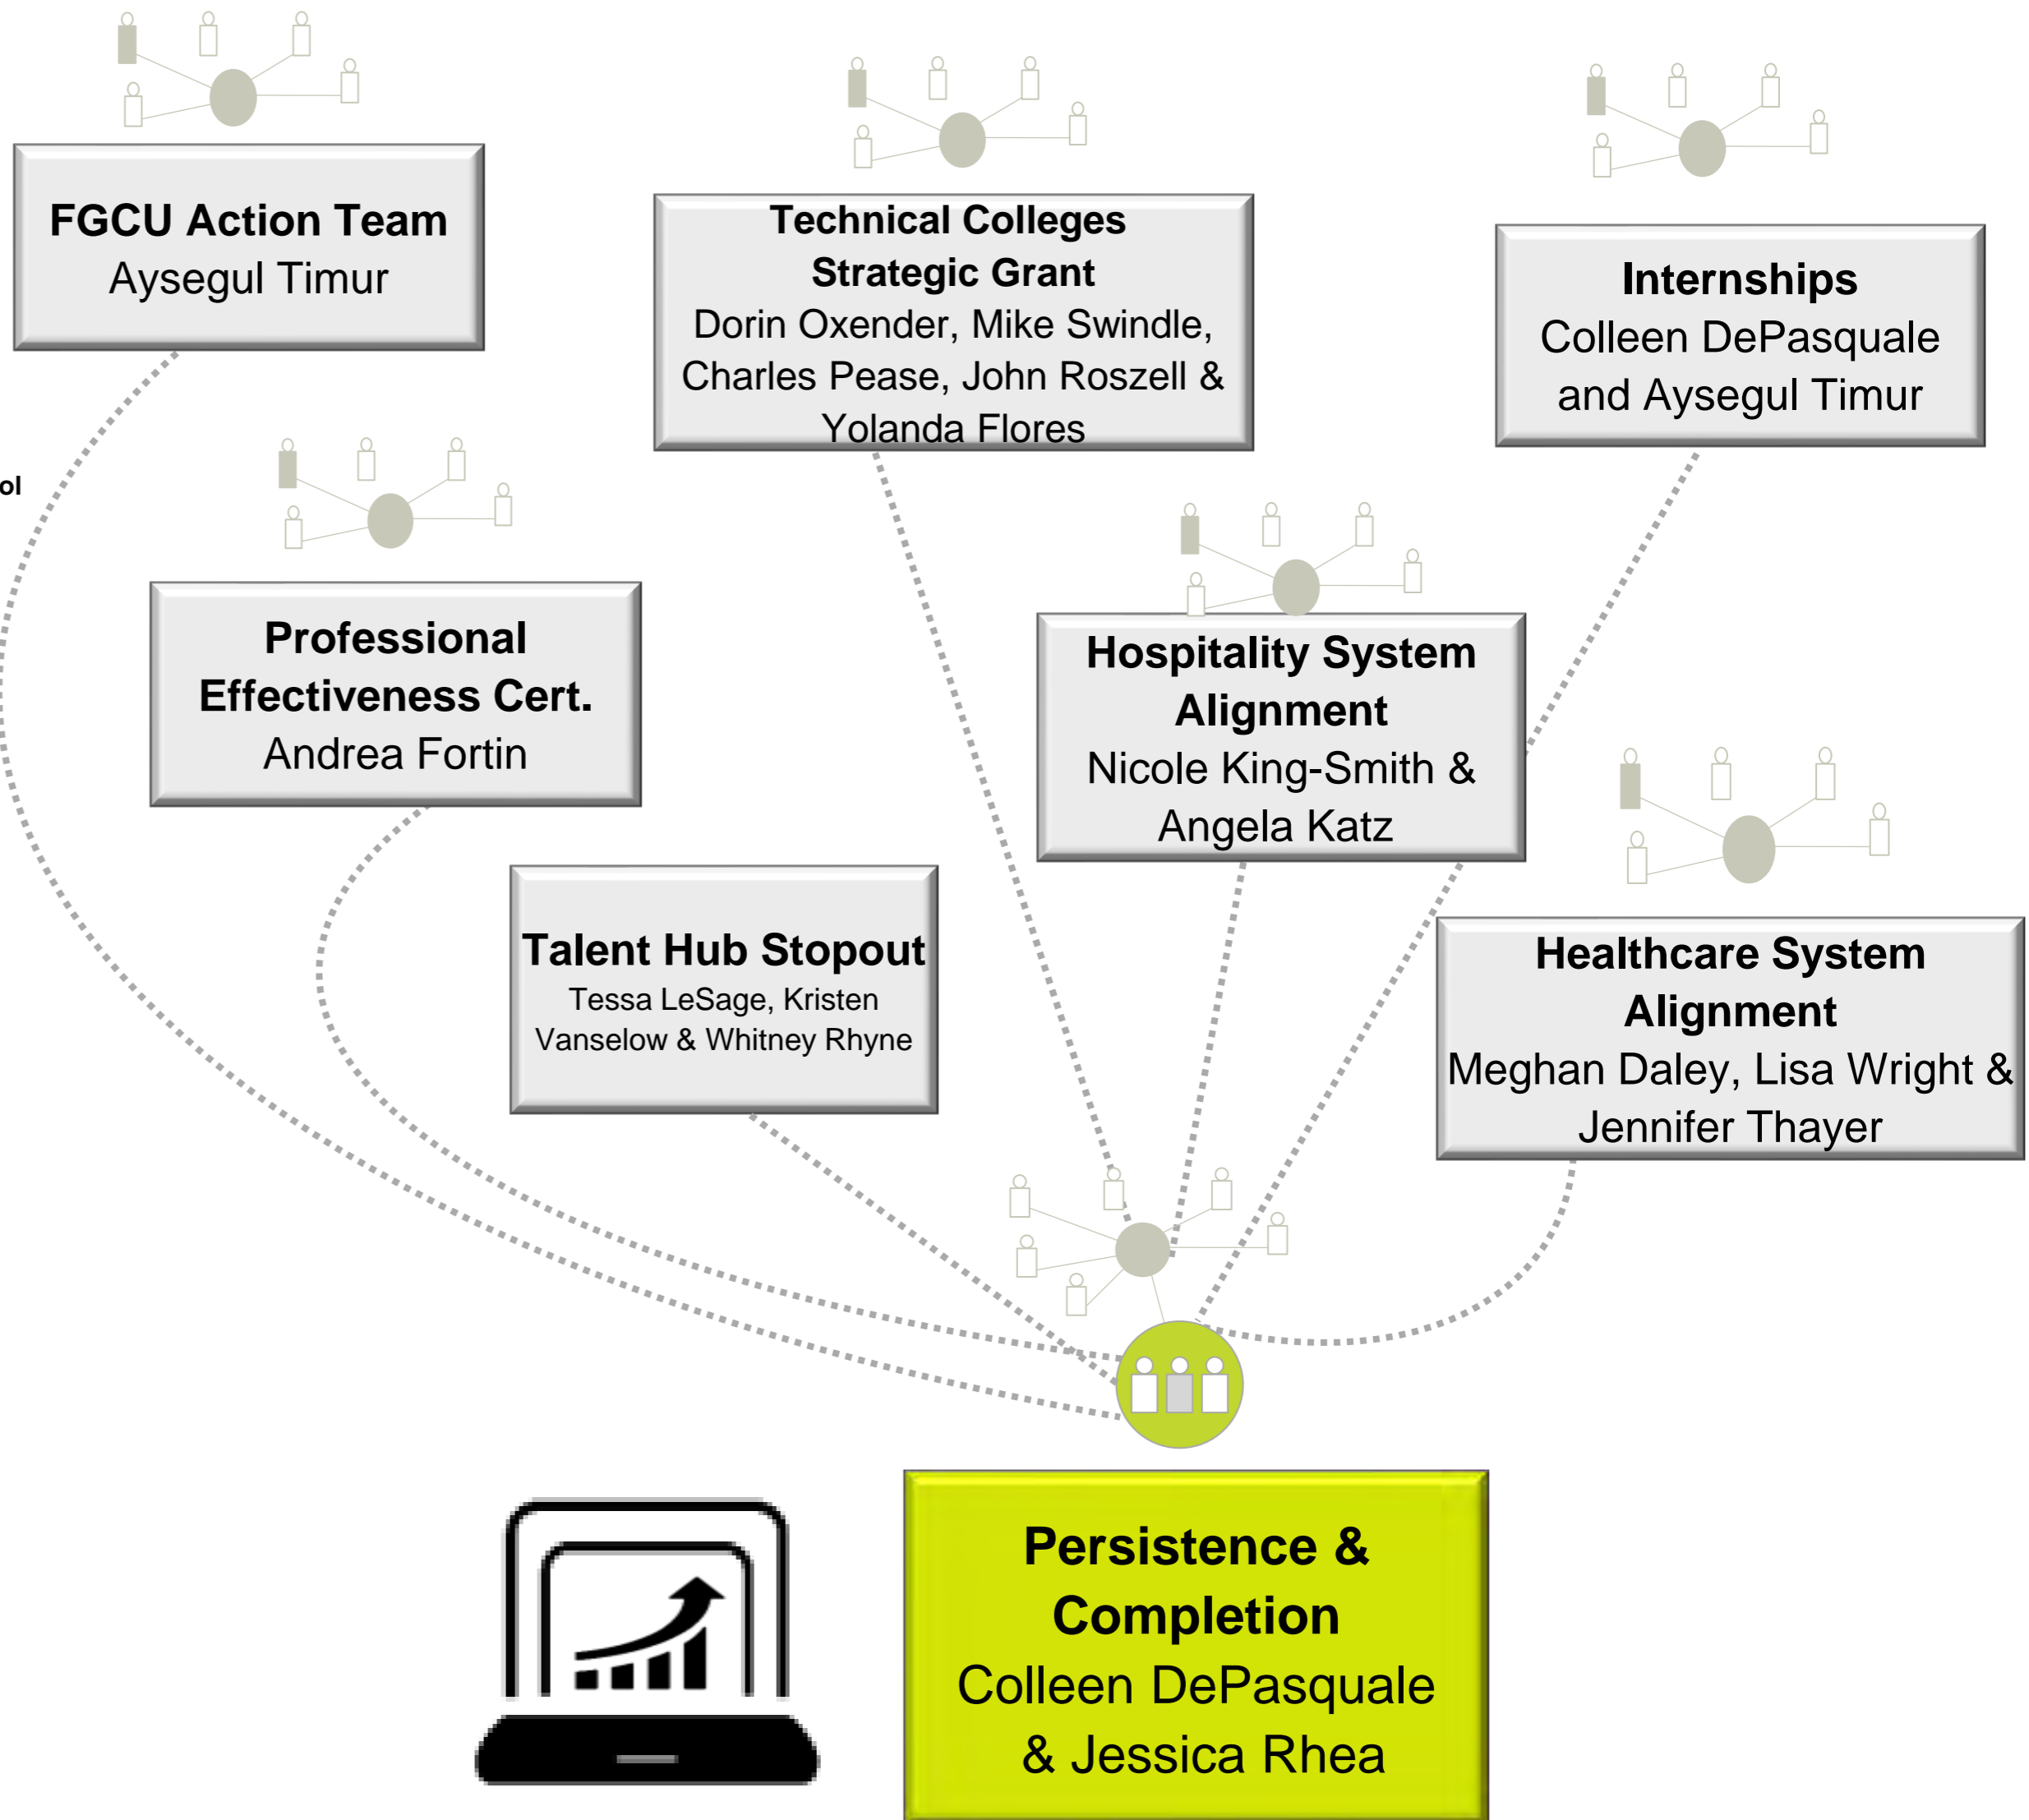 FGCU Action Team
Aysegul Timur
Technical Colleges
Strategic Grant
Dorin Oxender, Mike Swindle,
Charles Pease, John Roszell &
Yolanda Flores
Internships
Colleen DePasquale
and Aysegul Timur
ol
Professional
Effectiveness Cert.
Andrea Fortin
Hospitality System
Alignment
Nicole King-Smith &
Angela Katz
Talent Hub Stopout
Tessa LeSage, Kristen
Vanselow & Whitney Rhyne
Healthcare System
Alignment
Meghan Daley, Lisa Wright &
Jennifer Thayer
Persistence &
Completion
Colleen DePasquale
& Jessica Rhea